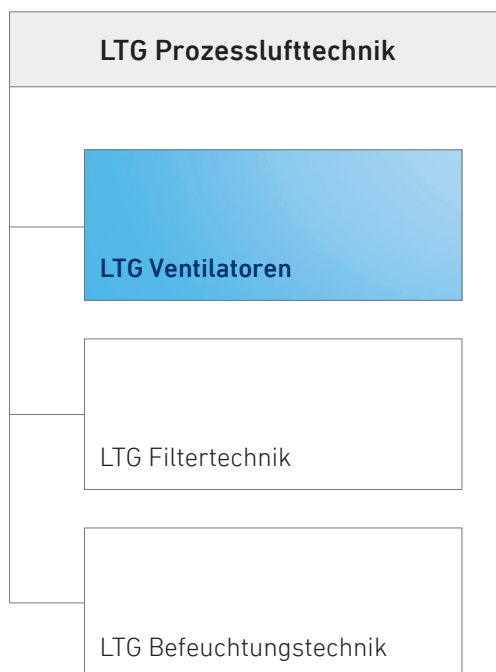 LTG Prozesslufttechnik
LTG Ventilatoren
LTG Filtertechnik
LTG Befeuchtungstechnik